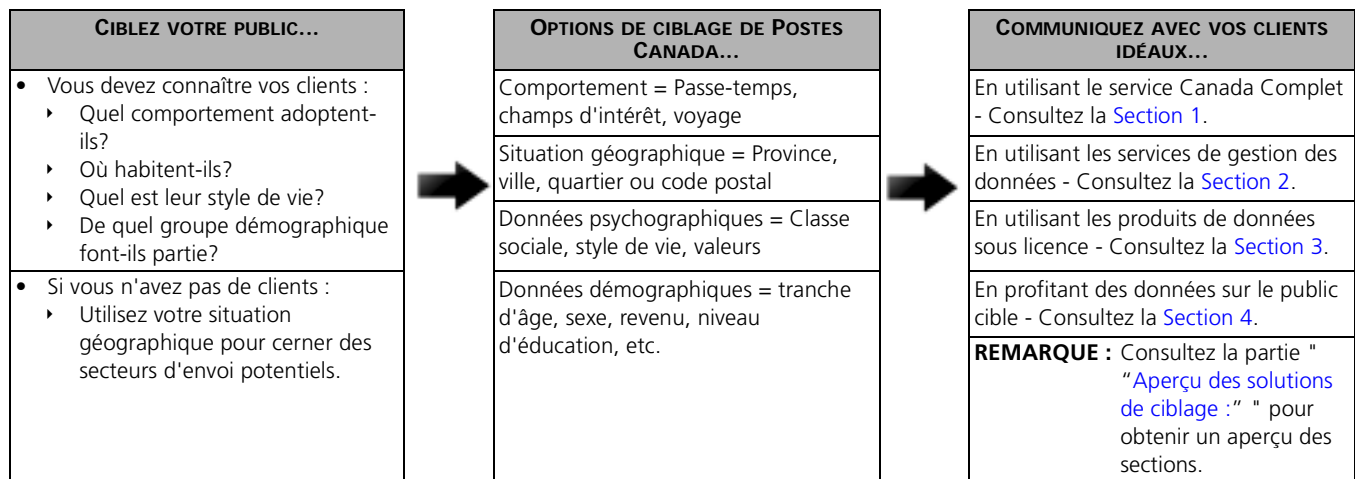 CIBLEZ VOTRE PUBLIC...
• Vous devez connaître vos clients :
‣ Quel comportement adoptent-
ils?
‣ Où habitent-ils?
‣ Quel est leur style de vie?
‣ De quel groupe démographique
font-ils partie?
• Si vous n'avez pas de clients :
‣ Utilisez votre situation
géographique pour cerner des
secteurs d'envoi potentiels.
OPTIONS DE CIBLAGE DE POSTES
CANADA...
Comportement = Passe-temps,
champs d'intérêt, voyage
Situation géographique = Province,
ville, quartier ou code postal
Données psychographiques = Classe
sociale, style de vie, valeurs
Données démographiques = tranche
d'âge, sexe, revenu, niveau
d'éducation, etc.
COMMUNIQUEZ AVEC VOS CLIENTS
IDÉAUX...
En utilisant le service Canada Complet
- Consultez la Section 1.
En utilisant les services de gestion des
données - Consultez la Section 2.
En utilisant les produits de données
sous licence - Consultez la Section 3.
En profitant des données sur le public
cible - Consultez la Section 4.
REMARQUE : Consultez la partie "
“Aperçu des solutions
de ciblage :” " pour
obtenir un aperçu des
sections.